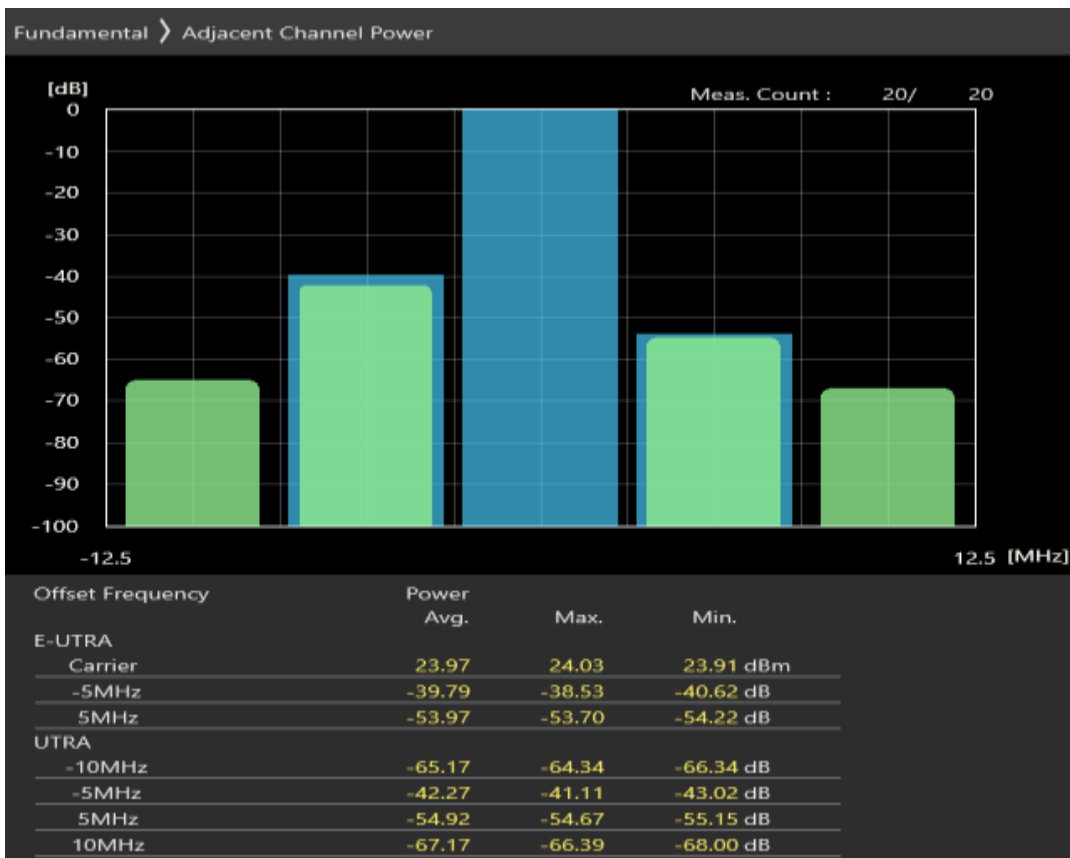 Fundamental 〉 Adjacent Channel Power
[dB]
Meas. Count : 20/ 20
0
-10
-20
-30
-40
-50
-60
-70
-80
-90
-100
-12.5 12.5 [MHz]
Offset Frequency Power
Avg. Max. Min.
E-UTRA
Carrier 23.97 24.03 23.91 dBm
-5MHz -39.79 -38.53 -40.62 dB
5MHz -53.97 -53.70 -54.22 dB
UTRA
-10MHz -65.17 -64.34 -66.34 dB
-5MHz -42.27 -41.11 -43.02 dB
5MHz -54.92 -54.67 -55.15 dB
10MHz -67.17 -66.39 -68.00 dB